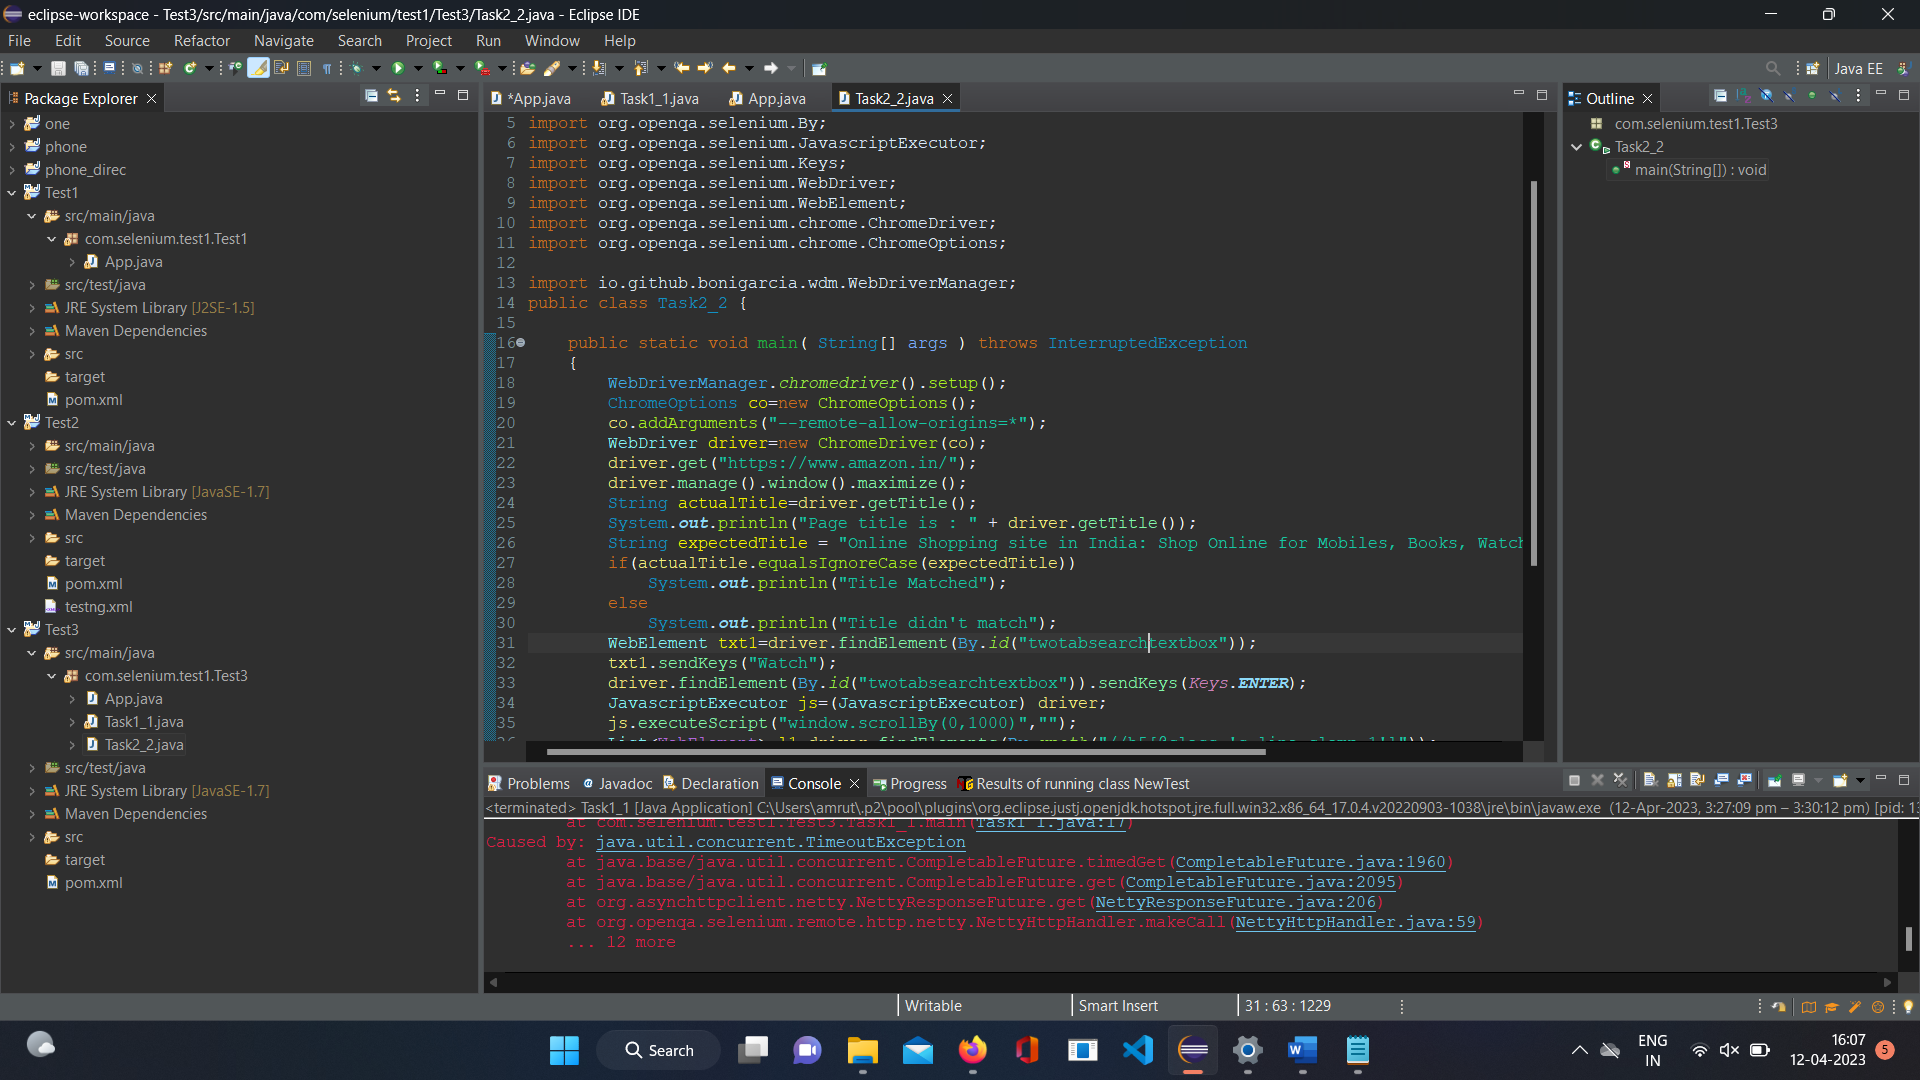 eclipse-workspace - Test3/src/main/java/com/selenium/test1/Test3/Task2_2.java - Eclipse IDE
File Edit Source Refactor Navigate Search Project Run Window Help
Java EE
Package Explorer
one
phone
phone_direc
Test1
src/main/java
com.selenium.test1.Test1
App.java
src/test/java
JRE System Library [J2SE-1.5]
Maven Dependencies
src
target
pom.xml
Test2
src/main/java
src/test/java
JRE System Library [JavaSE-1.7]
Maven Dependencies
src
target
pom.xml
testng.xml
Test3
src/main/java
com.selenium.test1.Test3
App.java
Task1_1.java
Task2_2.java
src/test/java
JRE System Library [JavaSE-1.7]
Maven Dependencies
src
target
pom.xml
*App.java Task1_1.java App.java Task2_2.java
5 import org.openqa.selenium.By;
6 import org.openqa.selenium.JavascriptExecutor;
7 import org.openqa.selenium.Keys;
8 import org.openqa.selenium.WebDriver;
9 import org.openqa.selenium.WebElement;
10 import org.openqa.selenium.chrome.ChromeDriver;
11 import org.openqa.selenium.chrome.ChromeOptions;
12
13 import io.github.bonigarcia.wdm.WebDriverManager;
14 public class Task2_2 {
15
16 public static void main( String[] args ) throws InterruptedException
17 {
18 WebDriverManager.chromedriver().setup();
19 ChromeOptions co=new ChromeOptions();
20 co.addArguments("--remote-allow-origins=*");
21 WebDriver driver=new ChromeDriver(co);
22 driver.get("https://www.amazon.in/");
23 driver.manage().window().maximize();
24 String actualTitle=driver.getTitle();
25 System.out.println("Page title is : " + driver.getTitle());
26 String expectedTitle = "Online Shopping site in India: Shop Online for Mobiles, Books, Watch
27 if(actualTitle.equalsIgnoreCase(expectedTitle))
28 System.out.println("Title Matched");
29 else
30 System.out.println("Title didn't match");
31 WebElement txt1=driver.findElement(By.id("twotabsearchtextbox"));
32 txt1.sendKeys("Watch");
33 driver.findElement(By.id("twotabsearchtextbox")).sendKeys(Keys.ENTER);
34 JavascriptExecutor js=(JavascriptExecutor) driver;
35 js.executeScript("window.scrollBy(0,1000)","");
Outline
com.selenium.test1.Test3
Task2_2
main(String[]) : void
Problems Javadoc Declaration Console Progress Results of running class NewTest
<terminated> Task1_1 [Java Application] C:\Users\amrut\.p2\pool\plugins\org.eclipse.justj.openjdk.hotspot.jre.full.win32.x86_64_17.0.4.v20220903-1038\jre\bin\javaw.exe (12-Apr-2023, 3:27:09 pm – 3:30:12 pm) [pid: 13
at com.selenium.test1.Test3.Task1_1.main(Task1_1.java:17)
Caused by: java.util.concurrent.TimeoutException
at java.base/java.util.concurrent.CompletableFuture.timedGet(CompletableFuture.java:1960)
at java.base/java.util.concurrent.CompletableFuture.get(CompletableFuture.java:2095)
at org.asynchttpclient.netty.NettyResponseFuture.get(NettyResponseFuture.java:206)
at org.openqa.selenium.remote.http.netty.NettyHttpHandler.makeCall(NettyHttpHandler.java:59)
... 12 more
Writable Smart Insert 31 : 63 : 1229
Search
ENG
IN
16:07
12-04-2023
5